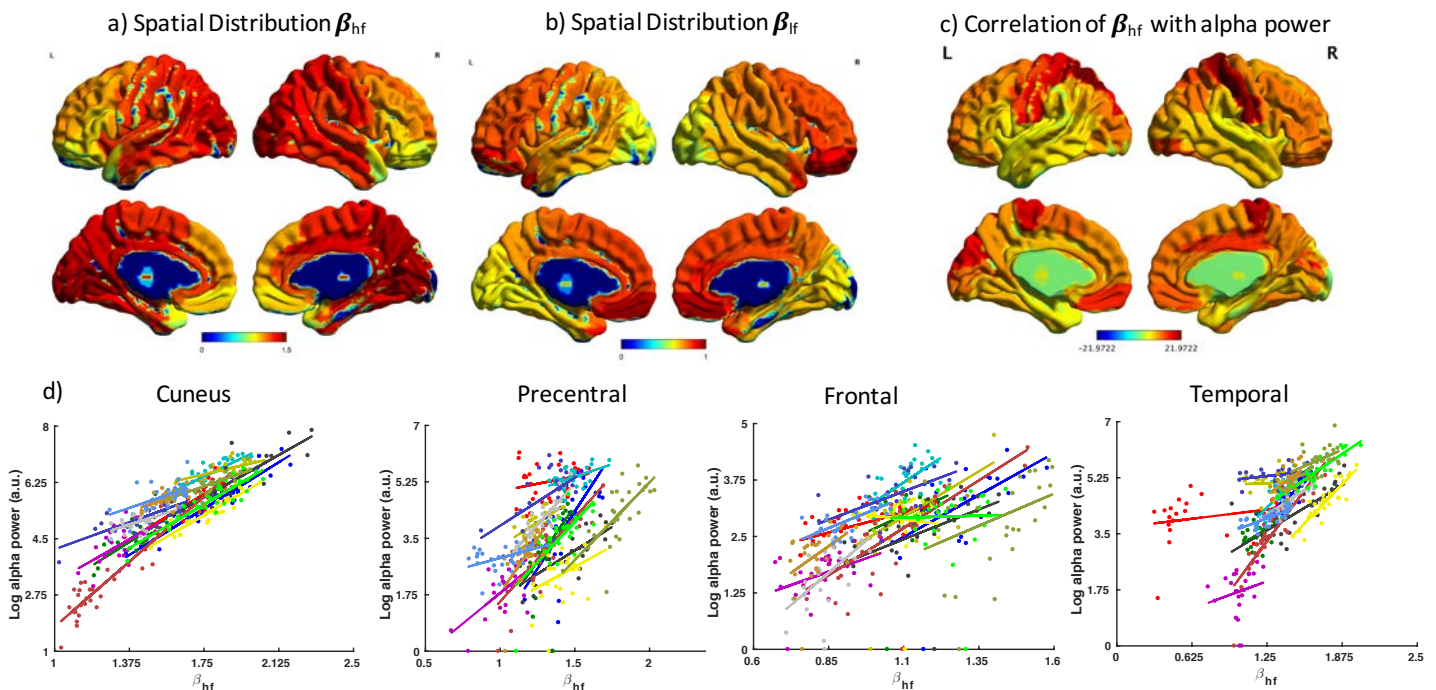 a) Spatial Distribution βhf
b) Spatial Distribution βlf
c) Correlation of βhf with alpha power
L R
L R
L R
0 1.5
0 1
-21.9722 21.9722
d) Cuneus Precentral Frontal Temporal
Log alpha power (a.u.)
8
6.25
4.5
2.75
1
1 1.375 1.75 2.125 2.5
βhf
Log alpha power (a.u.)
7
5.25
3.5
1.75
0
0.5 1 1.5 2
βhf
Log alpha power (a.u.)
5
3.75
2.5
1.25
0
0.6 0.85 1.1 1.35 1.6
βhf
Log alpha power (a.u.)
7
5.25
3.5
1.75
0
0 0.625 1.25 1.875 2.5
βhf